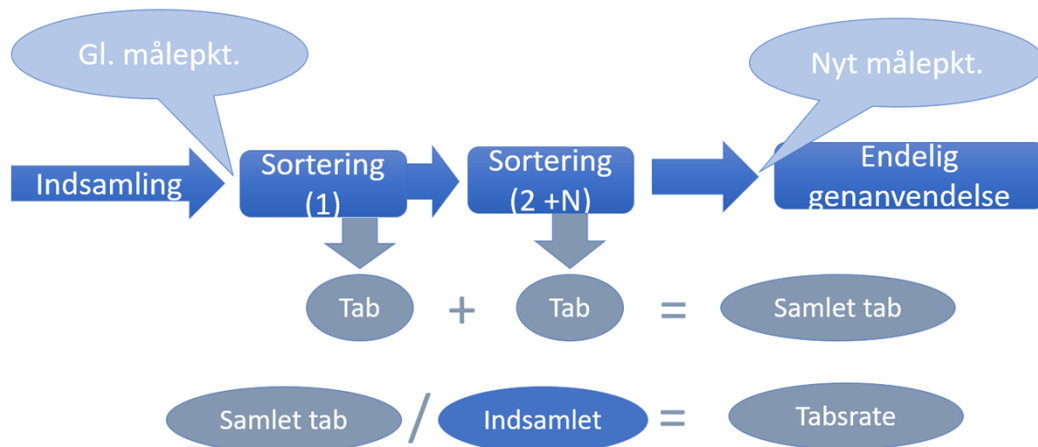 Gl. målepkt.
Nyt målepkt.
Indsamling
Sortering
(1)
Sortering
(2 +N)
Endelig
genanvendelse
Tab + Tab = Samlet tab
Samlet tab / Indsamlet = Tabsrate